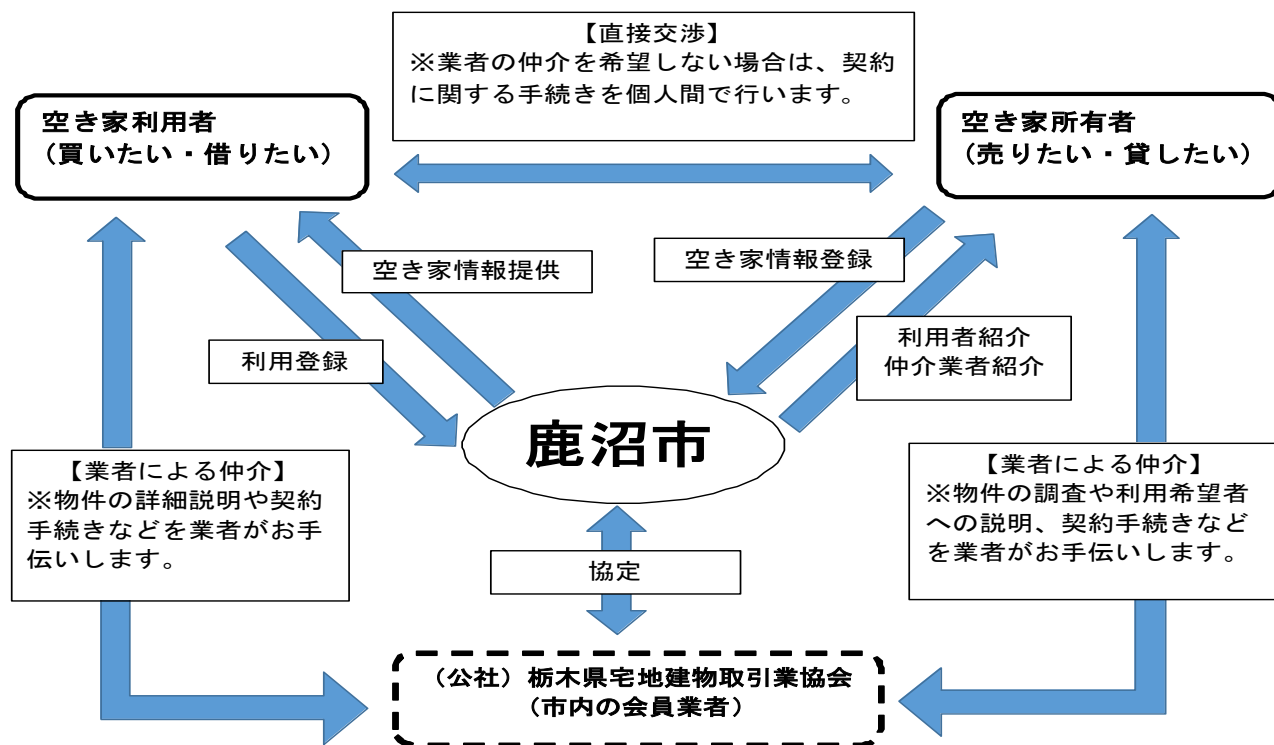 【直接交渉】
※業者の仲介を希望しない場合は、契約
に関する手続きを個人間で行います。
空き家利用者
（買いたい・借りたい）
空き家所有者
（売りたい・貸したい）
空き家情報提供
空き家情報登録
利用登録
利用者紹介
仲介業者紹介
鹿沼市
【業者による仲介】
※物件の詳細説明や契約
手続きなどを業者がお手
伝いします。
【業者による仲介】
※物件の調査や利用希望者
への説明、契約手続きなど
を業者がお手伝いします。
協定
（公社）栃木県宅地建物取引業協会
（市内の会員業者）